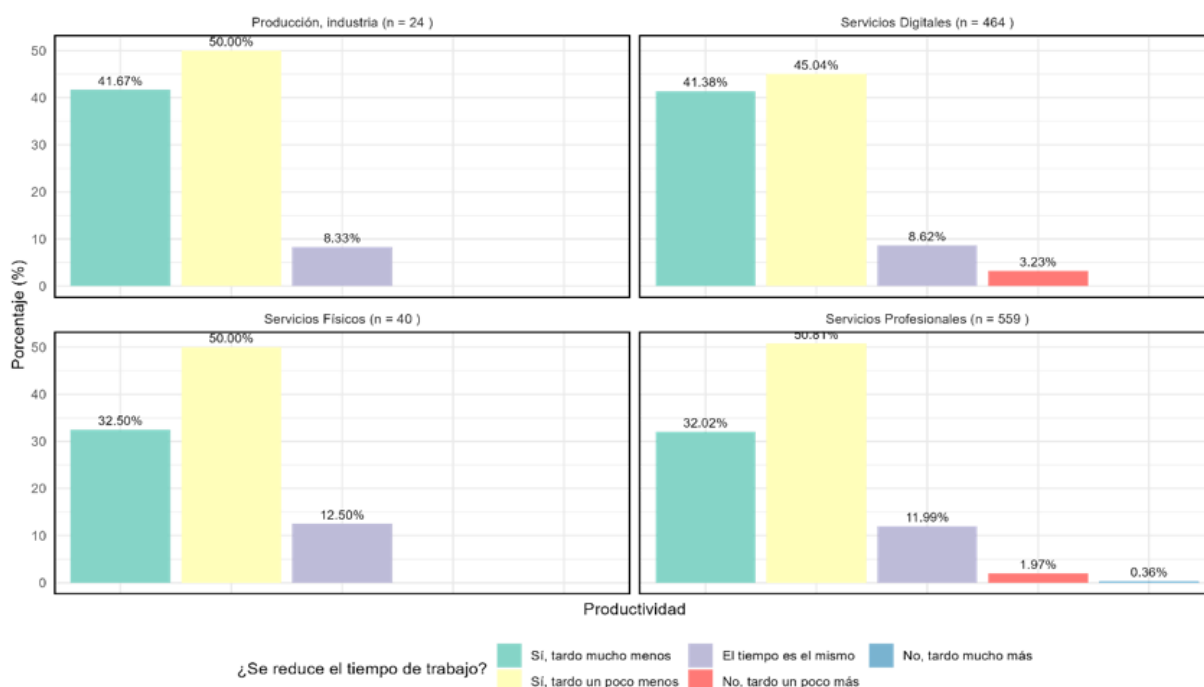 Producción, industria (n = 24 )
50.00%
50
41.67%
40
30
20
10
8.33%
0
Servicios Digitales (n = 464 )
45.04%
41.38%
8.62%
3.23%
Porcentaje (%)
Servicios Físicos (n = 40 )
50.00%
50
40
32.50%
30
20
12.50%
10
0
Servicios Profesionales (n = 559 )
50.81%
32.02%
11.99%
1.97%
0.36%
Productividad
¿Se reduce el tiempo de trabajo?
Sí, tardo mucho menos
El tiempo es el mismo
No, tardo mucho más
Sí, tardo un poco menos
No, tardo un poco más